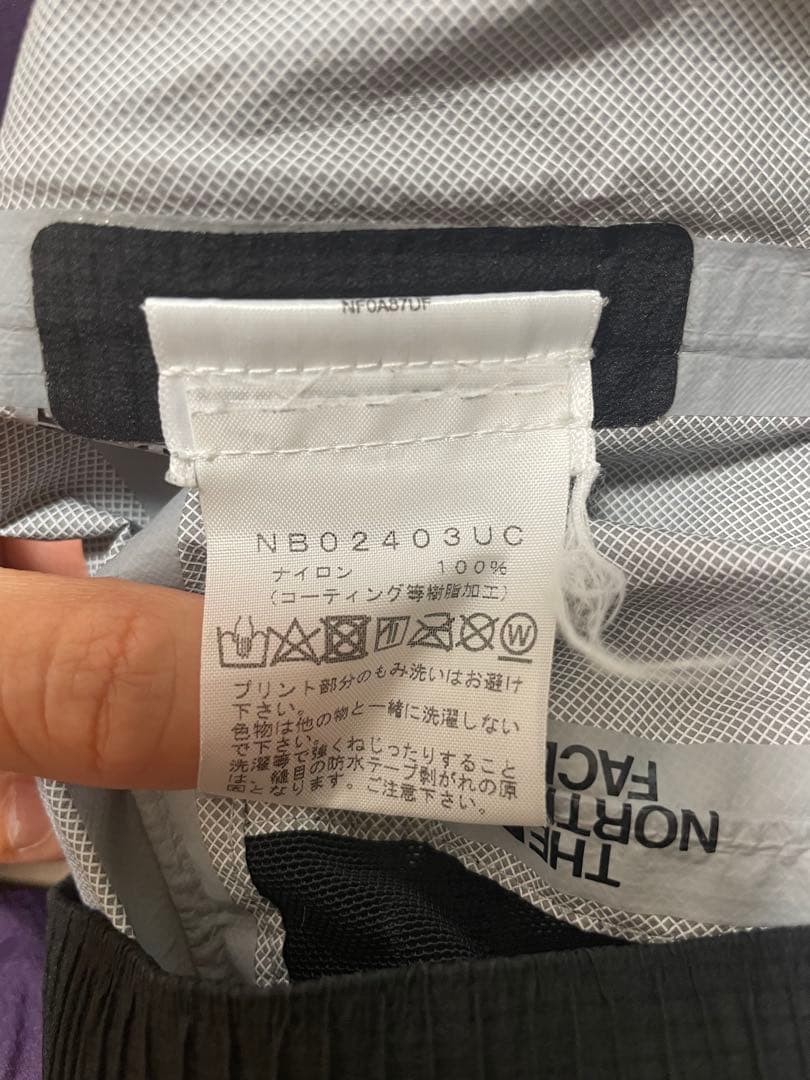 NF0A87UF
NB02403UC
ナイロン 100%
(コーティング等樹脂加工)
W
プリント部分のもみ洗いはお避け
下さい。
色物は他の物と一緒に洗濯しない
で下さい。
洗濯等で強くねじったりすること
は、縫目の防水テープ剥がれの原
因となります。ご注意下さい。
THE
NORTH
FACE